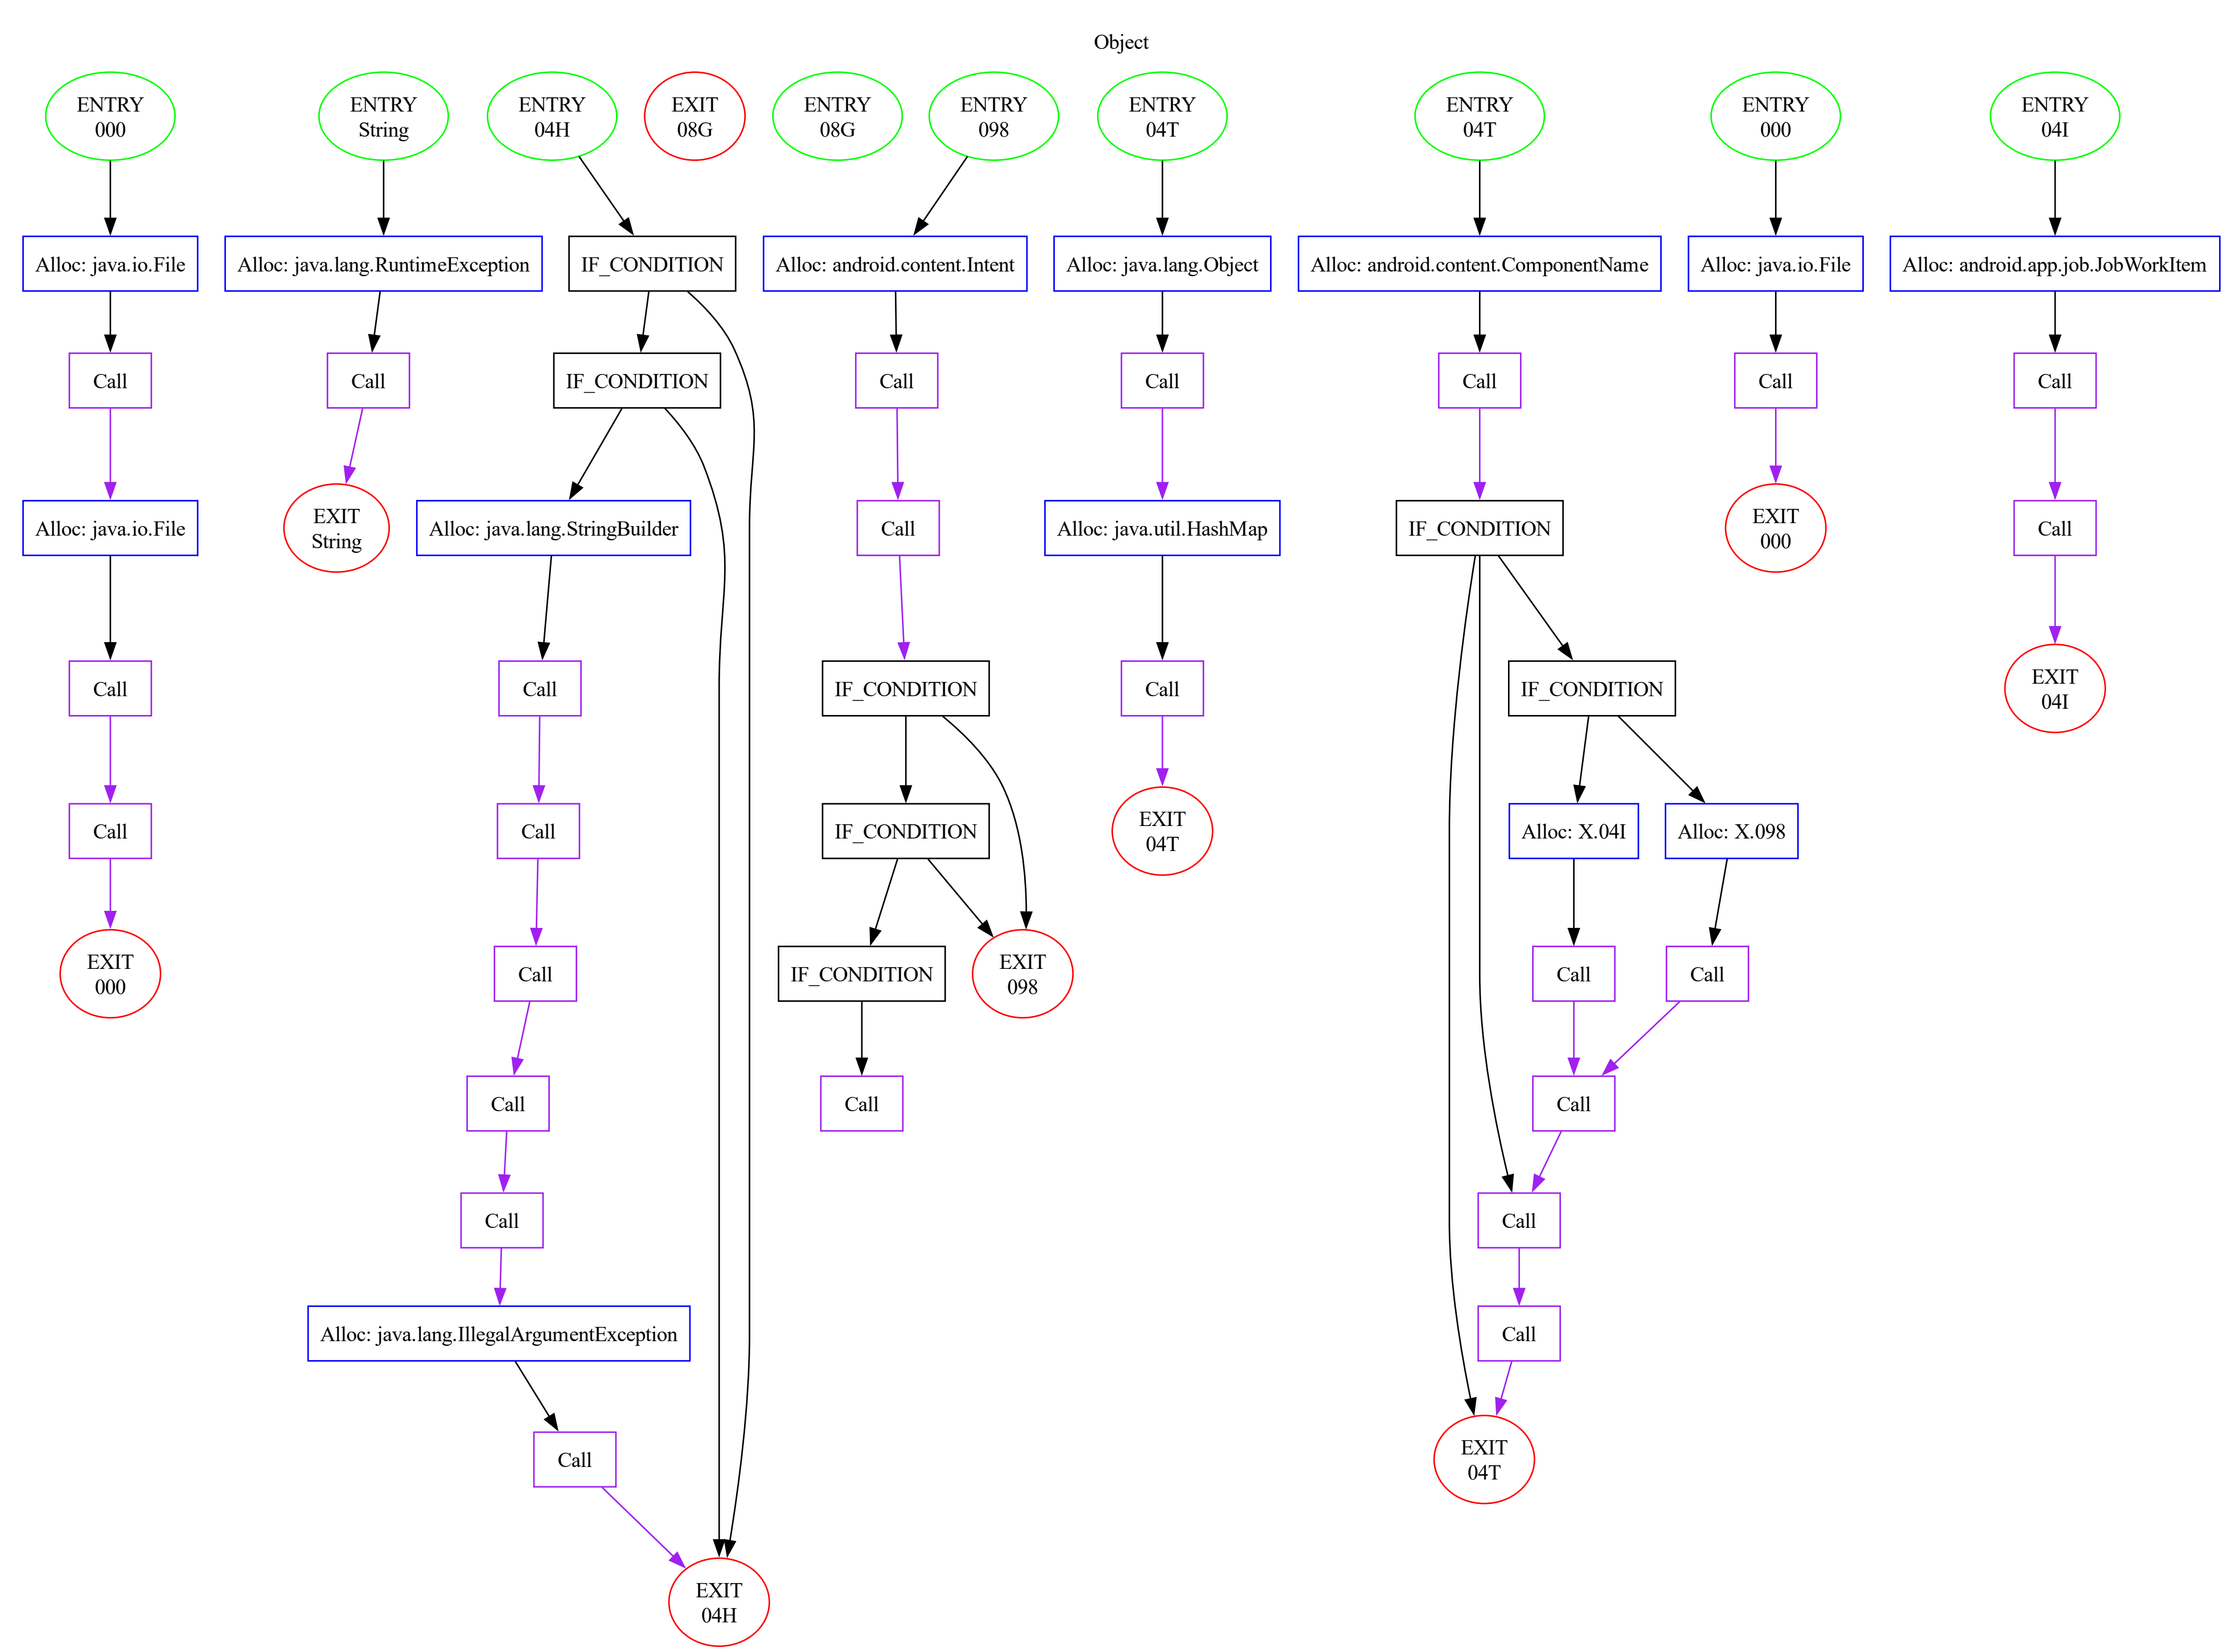 Object
ENTRY
000
ENTRY
String
ENTRY
04H
EXIT
08G
ENTRY
08G
ENTRY
098
ENTRY
04T
ENTRY
04T
ENTRY
000
ENTRY
04I
Alloc: java.io.File
Alloc: java.lang.RuntimeException
IF_CONDITION
Alloc: android.content.Intent
Alloc: java.lang.Object
Alloc: android.content.ComponentName
Alloc: java.io.File
Alloc: android.app.job.JobWorkItem
Call
Call
IF_CONDITION
Call
Call
Call
Call
Call
Alloc: java.io.File
EXIT
String
Alloc: java.lang.StringBuilder
Call
Alloc: java.util.HashMap
IF_CONDITION
EXIT
000
Call
Call
Call
IF_CONDITION
Call
IF_CONDITION
EXIT
04I
Call
Call
IF_CONDITION
EXIT
04T
Alloc: X.04I
Alloc: X.098
EXIT
000
Call
IF_CONDITION
EXIT
098
Call
Call
Call
Call
Call
Call
Call
Alloc: java.lang.IllegalArgumentException
Call
Call
EXIT
04T
EXIT
04H